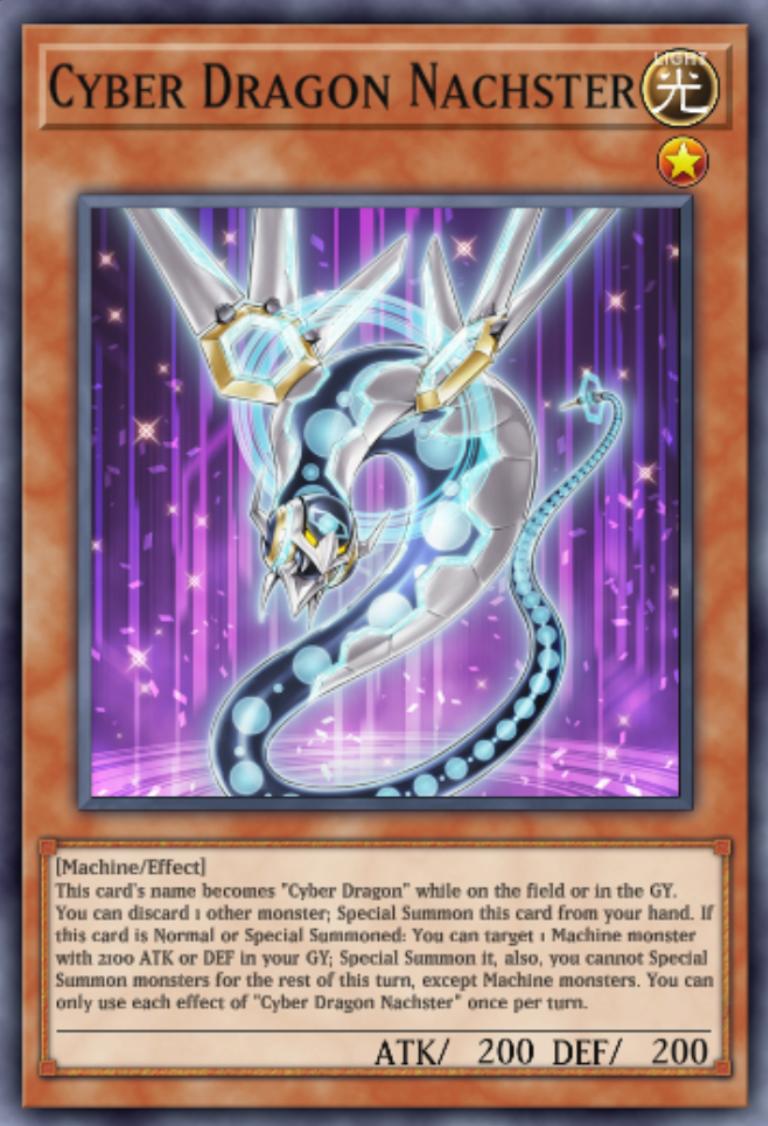 CYBER DRAGON NACHSTER
LIGHT
光
[Machine/Effect]
This card's name becomes "Cyber Dragon" while on the field or in the GY.
You can discard 1 other monster; Special Summon this card from your hand. If
this card is Normal or Special Summoned: You can target 1 Machine monster
with 2100 ATK or DEF in your GY; Special Summon it, also, you cannot Special
Summon monsters for the rest of this turn, except Machine monsters. You can
only use each effect of "Cyber Dragon Nachster" once per turn.
ATK/ 200 DEF/ 200